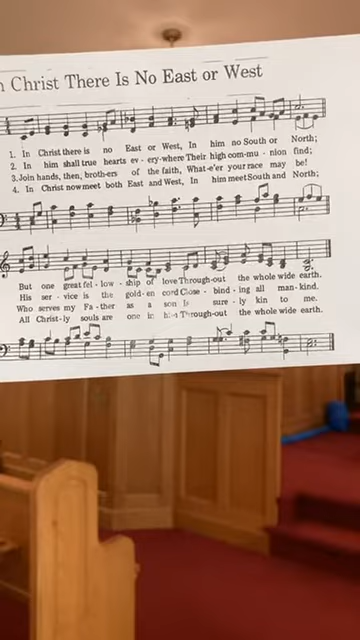 n Christ There Is No East or West
1. In Christ there is no East or West, In him no South or North;
2. In him shall true hearts ev - ery-where Their high com-mu - nion find;
3. Join hands, then, broth-ers of the faith, What-e'er your race may be!
4. In Christ now meet both East and West, In him meet South and North;
But one great fel - low - ship of love Through-out the whole wide earth.
His ser - vice is the gold - en cord Close - bind - ing all man - kind.
Who serves my Fa - ther as a son Is sure - ly kin to me.
All Christ - ly souls are one in him Through-out the whole wide earth.